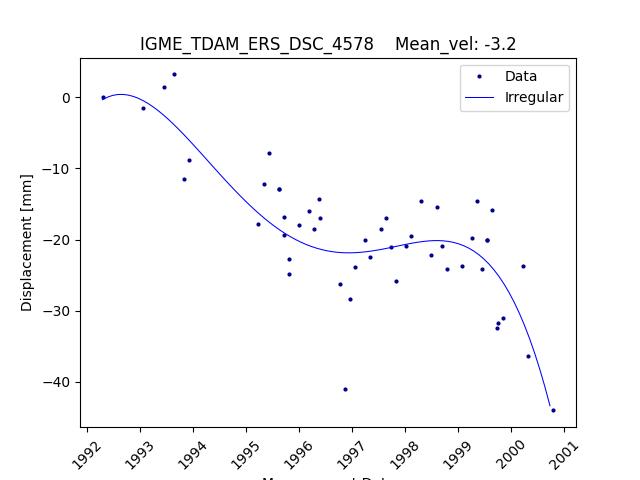 IGME_TDAM_ERS_DSC_4578    Mean_vel: -3.2
Data
Irregular
Displacement [mm]
0
−10
−20
−30
−40
1992 1993 1994 1995 1996 1997 1998 1999 2000 2001